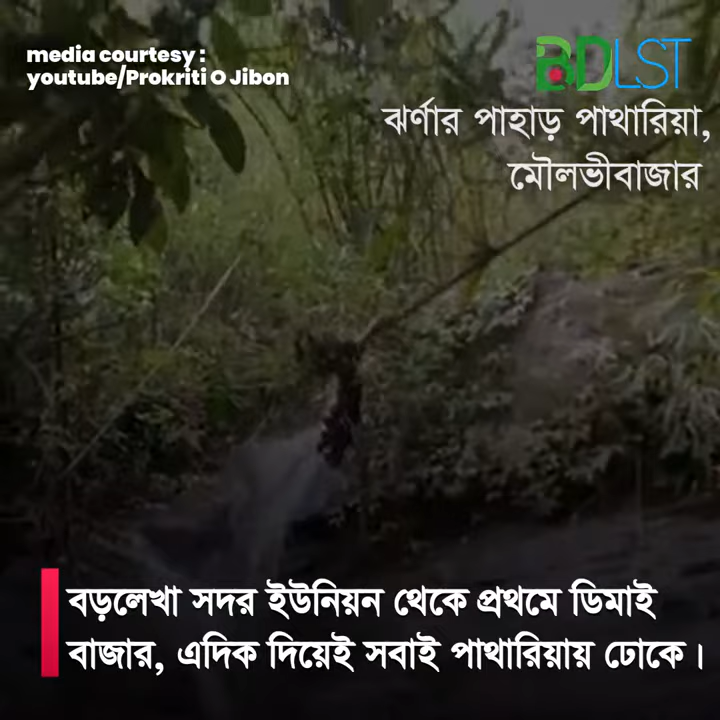 media courtesy :
youtube/Prokriti O Jibon
BDLST
ঝর্ণার পাহাড় পাথারিয়া,
মৌলভীবাজার
বড়লেখা সদর ইউনিয়ন থেকে প্রথমে ডিমাই
বাজার, এদিক দিয়েই সবাই পাথারিয়ায় ঢোকে।